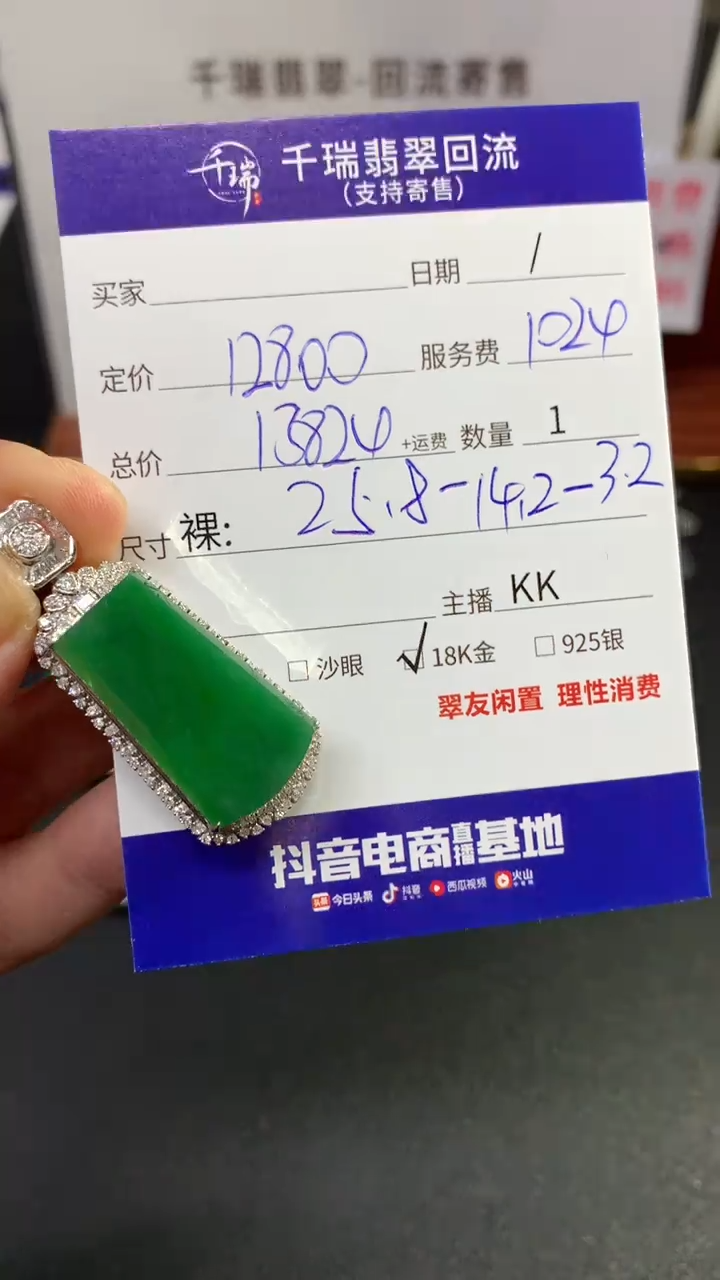 千瑞翡翠-回流寄售
千瑞 千瑞翡翠回流
(支持寄售)
买家 日期 /
定价 12800 服务费 1024
总价 13824 +运费 数量 1
尺寸 裸: 25.8-14.2-3.2
主播 KK
沙眼 ✓ 18K金 925银
翠友闲置 理性消费
抖音电商直播基地
头条 今日头条 抖音 西瓜视频 火山